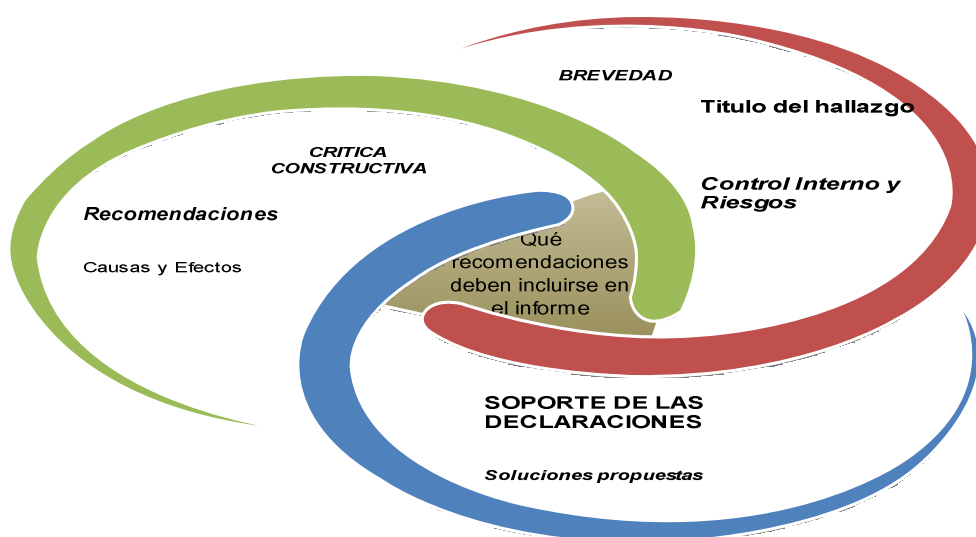 BREVEDAD
Titulo del hallazgo
Control Interno y
Riesgos
CRITICA
CONSTRUCTIVA
Recomendaciones
Causas y Efectos
Qué
recomendaciones
deben incluirse en
el informe
SOPORTE DE LAS
DECLARACIONES
Soluciones propuestas